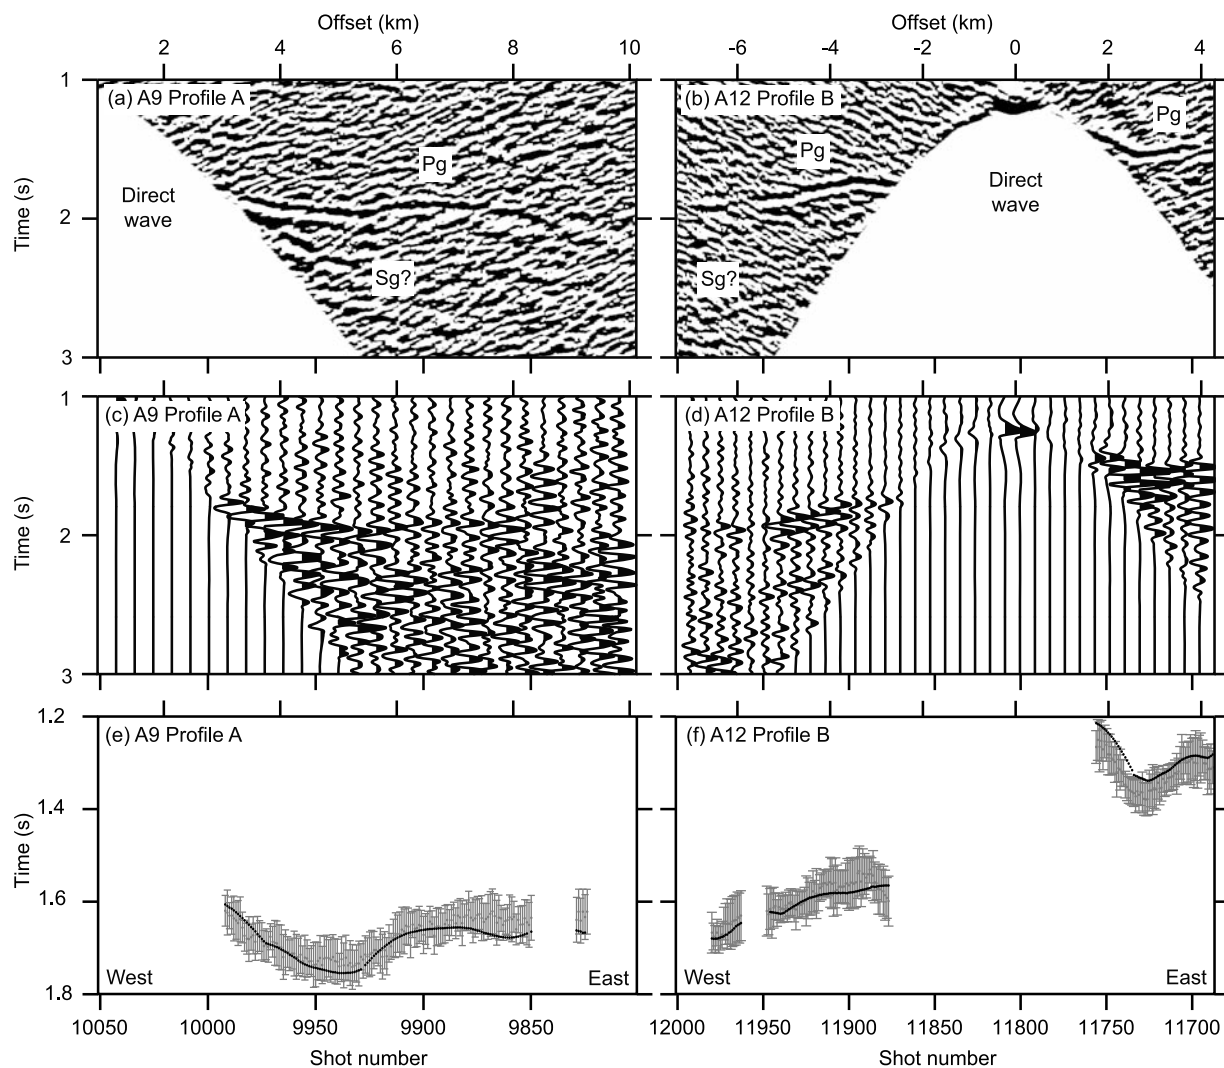 Offset (km) Offset (km)
2 4 6 8 10 -6 -4 -2 0 2 4
1 (a) A9 Profile A (b) A12 Profile B
Pg Pg Pg
Time (s) Direct wave 2 Direct wave
Sg? Sg?
3
1 (c) A9 Profile A (d) A12 Profile B
Time (s) 2
3
1.2 (e) A9 Profile A (f) A12 Profile B
1.4
Time (s)
1.6
West East West East
1.8
10050 10000 9950 9900 9850 12000 11950 11900 11850 11800 11750 11700
Shot number Shot number